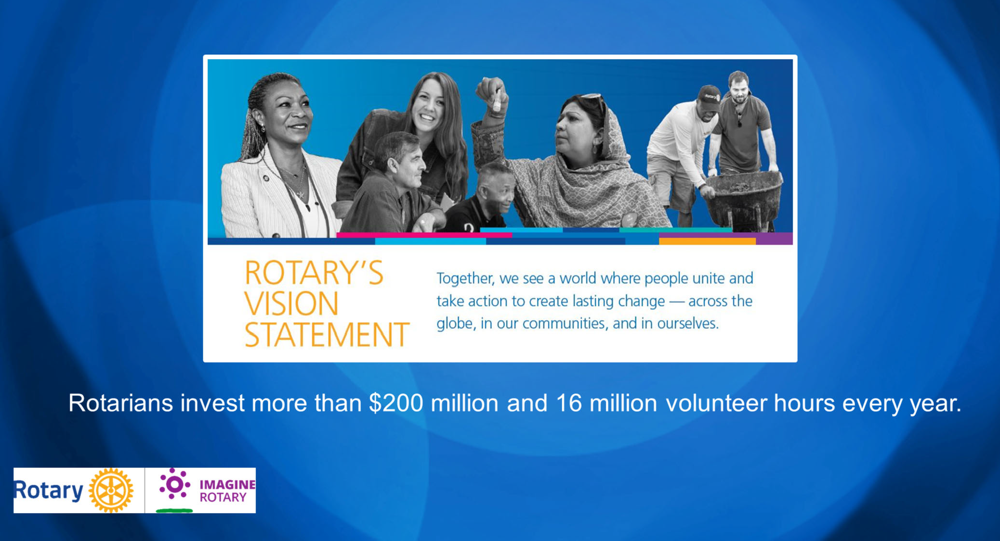 Rotary
ROTARY'S
VISION
STATEMENT
Together, we see a world where people unite and
take action to create lasting change — across the
globe, in our communities, and in ourselves.
Rotarians invest more than $200 million and 16 million volunteer hours every year.
Rotary
IMAGINE
ROTARY